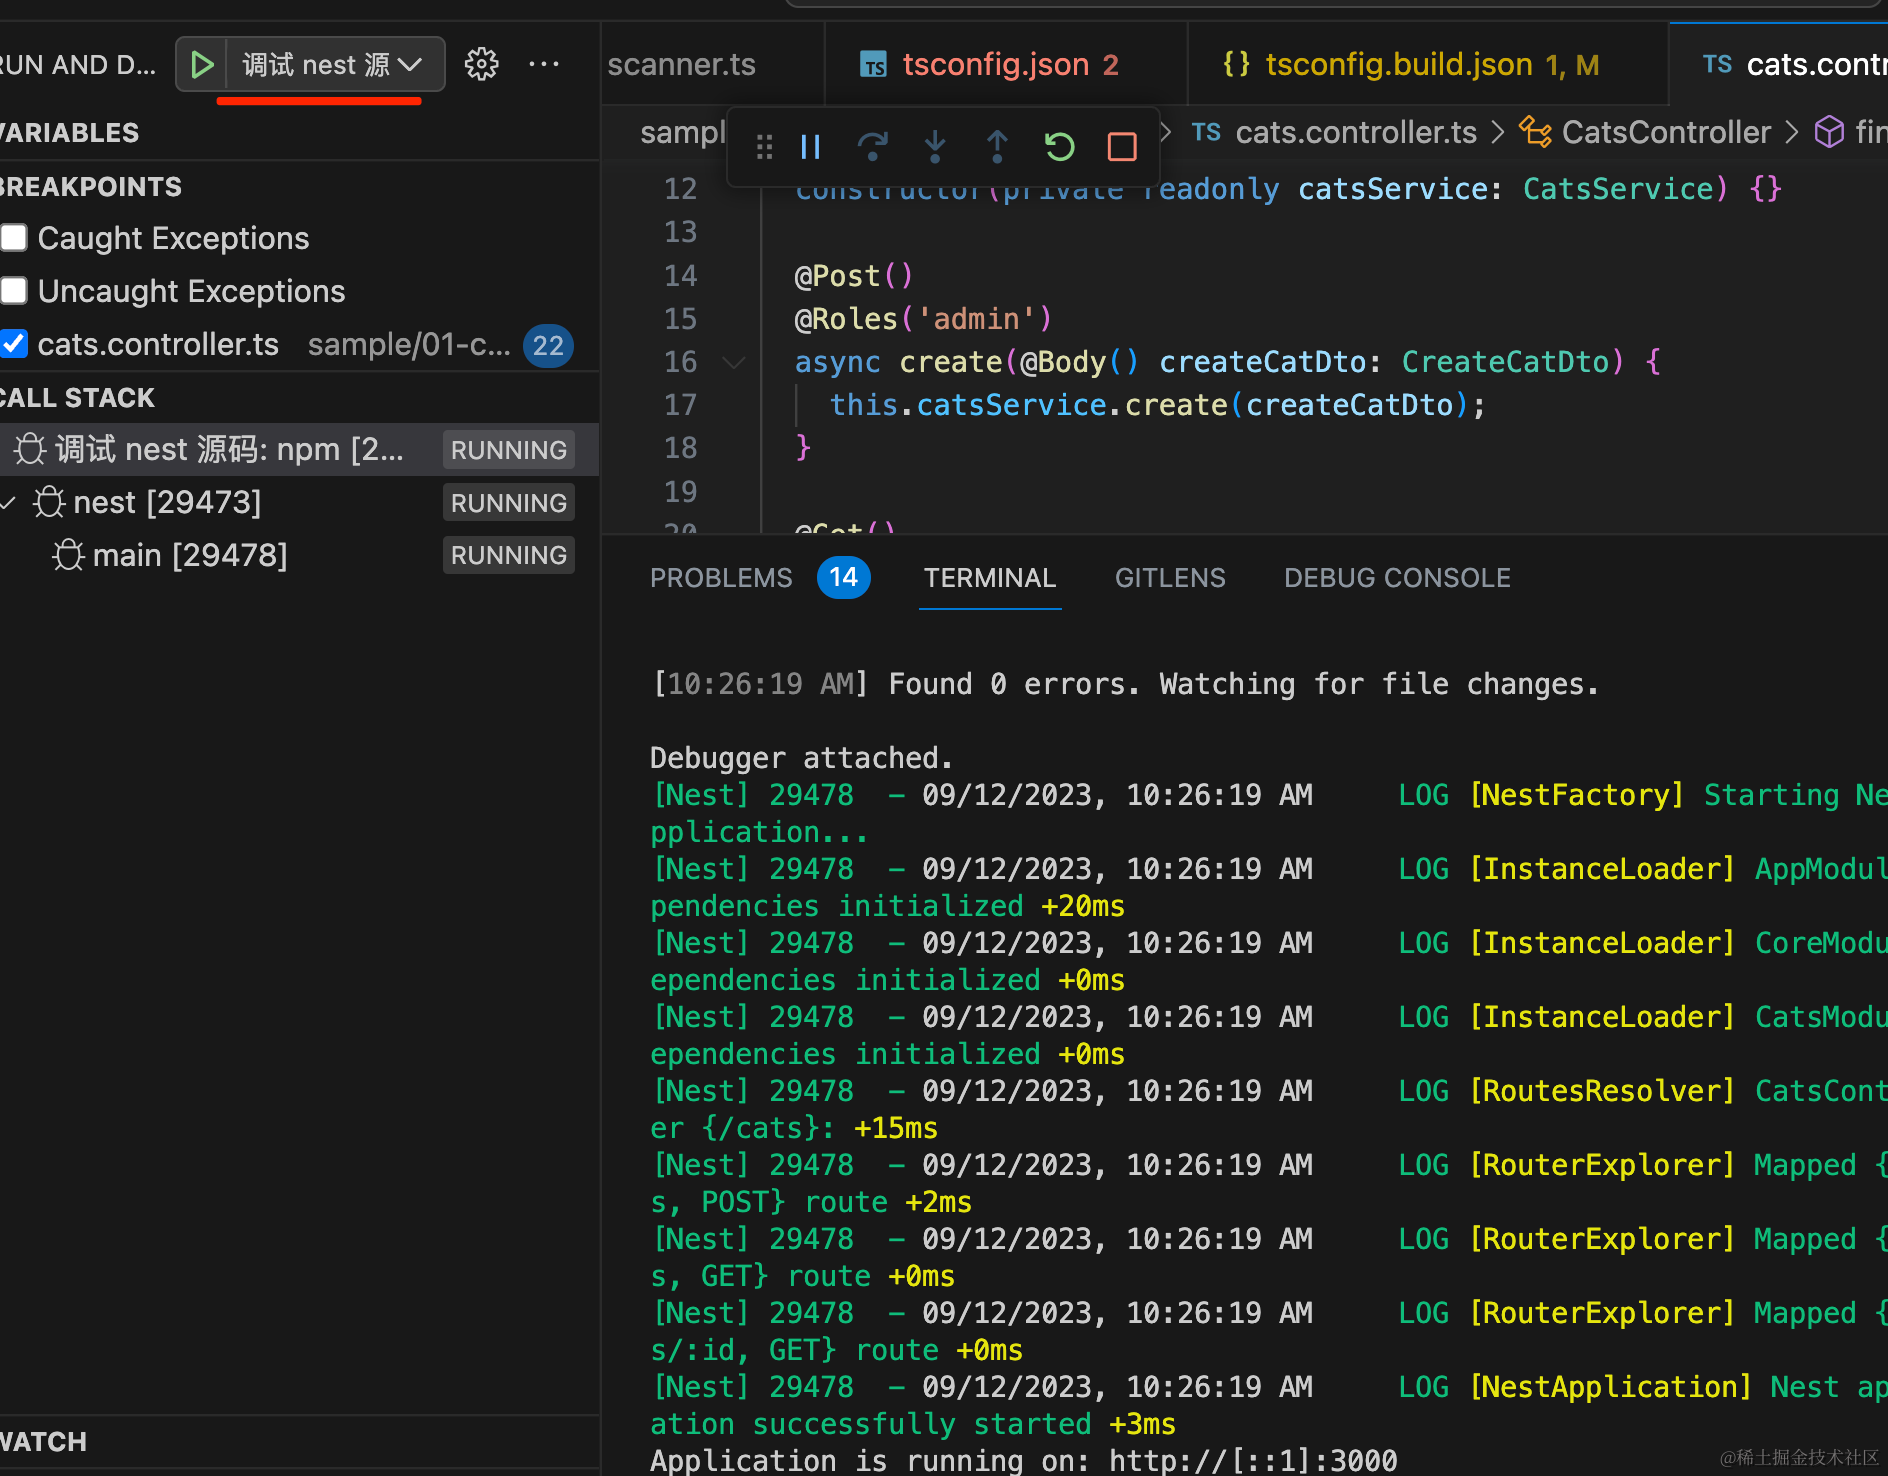 RUN AND D...
调试 nest 源
VARIABLES
BREAKPOINTS
Caught Exceptions
Uncaught Exceptions
cats.controller.ts sample/01-c... 22
CALL STACK
调试 nest 源码: npm [2... RUNNING
nest [29473] RUNNING
main [29478] RUNNING
WATCH
scanner.ts
TS tsconfig.json 2
{} tsconfig.build.json 1, M
TS cats.contr
sampl > TS cats.controller.ts > CatsController > fin
12 constructor(private readonly catsService: CatsService) {}
13
14 @Post()
15 @Roles('admin')
16 async create(@Body() createCatDto: CreateCatDto) {
17 this.catsService.create(createCatDto);
18 }
19
20 @Get()
PROBLEMS 14 TERMINAL GITLENS DEBUG CONSOLE
[10:26:19 AM] Found 0 errors. Watching for file changes.
Debugger attached.
[Nest] 29478  - 09/12/2023, 10:26:19 AM     LOG [NestFactory] Starting Ne
pplication...
[Nest] 29478  - 09/12/2023, 10:26:19 AM     LOG [InstanceLoader] AppModul
pendencies initialized +20ms
[Nest] 29478  - 09/12/2023, 10:26:19 AM     LOG [InstanceLoader] CoreModu
ependencies initialized +0ms
[Nest] 29478  - 09/12/2023, 10:26:19 AM     LOG [InstanceLoader] CatsModu
ependencies initialized +0ms
[Nest] 29478  - 09/12/2023, 10:26:19 AM     LOG [RoutesResolver] CatsCont
er {/cats}: +15ms
[Nest] 29478  - 09/12/2023, 10:26:19 AM     LOG [RouterExplorer] Mapped {
s, POST} route +2ms
[Nest] 29478  - 09/12/2023, 10:26:19 AM     LOG [RouterExplorer] Mapped {
s, GET} route +0ms
[Nest] 29478  - 09/12/2023, 10:26:19 AM     LOG [RouterExplorer] Mapped {
s/:id, GET} route +0ms
[Nest] 29478  - 09/12/2023, 10:26:19 AM     LOG [NestApplication] Nest ap
ation successfully started +3ms
Application is running on: http://[::1]:3000
@稀土掘金技术社区